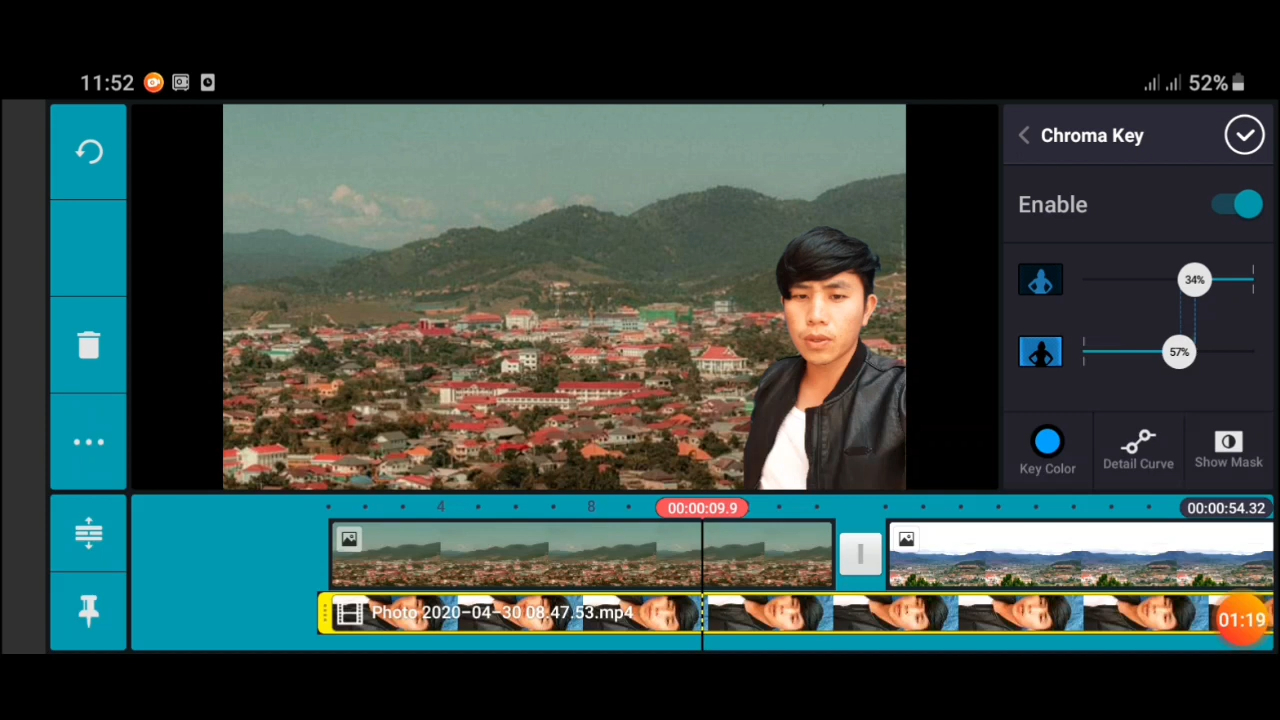 11:52
52%
Chroma Key
Enable
34%
57%
Key Color
Detail Curve
Show Mask
4
8
00:00:09.9
00:00:54.32
Photo 2020-04-30 08.47.53.mp4
01:19